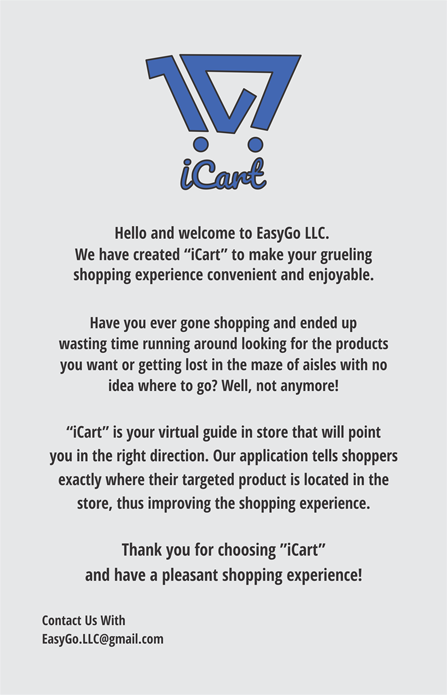 iCart
Hello and welcome to EasyGo LLC.
We have created “iCart” to make your grueling
shopping experience convenient and enjoyable.
Have you ever gone shopping and ended up
wasting time running around looking for the products
you want or getting lost in the maze of aisles with no
idea where to go? Well, not anymore!
“iCart” is your virtual guide in store that will point
you in the right direction. Our application tells shoppers
exactly where their targeted product is located in the
store, thus improving the shopping experience.
Thank you for choosing ”iCart”
and have a pleasant shopping experience!
Contact Us With
EasyGo.LLC@gmail.com